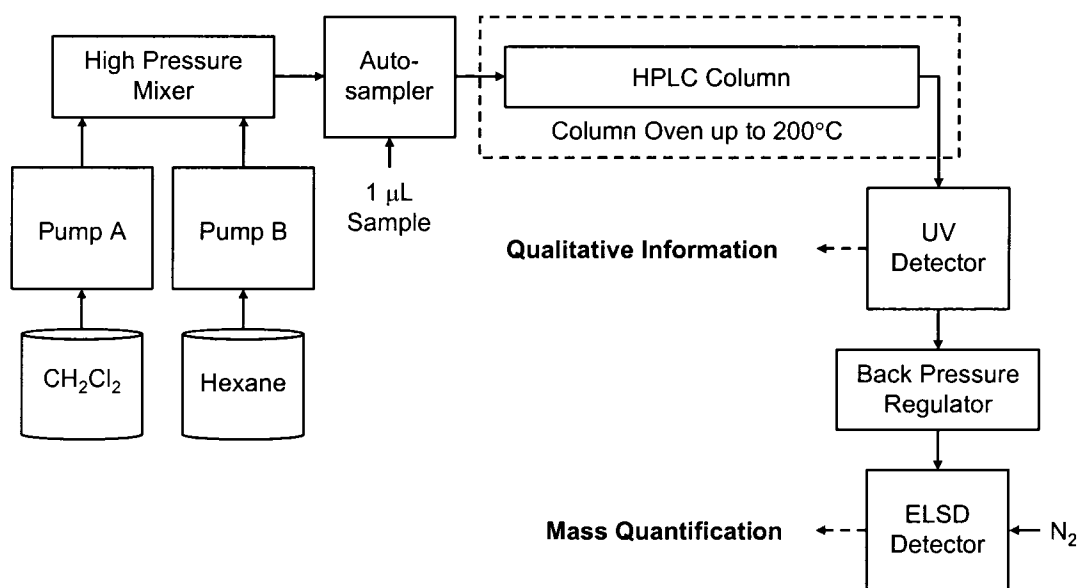 High Pressure
Mixer
Auto-
sampler
HPLC Column
Column Oven up to 200°C
1 μL
Sample
Pump A
Pump B
CH₂Cl₂
Hexane
Qualitative Information
UV
Detector
Back Pressure
Regulator
Mass Quantification
ELSD
Detector
N₂